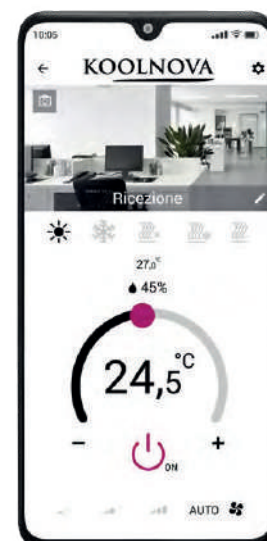 10:05
KOOLNOVA
Ricezione
27,0°C
45%
24,5°C
- +
ON
AUTO